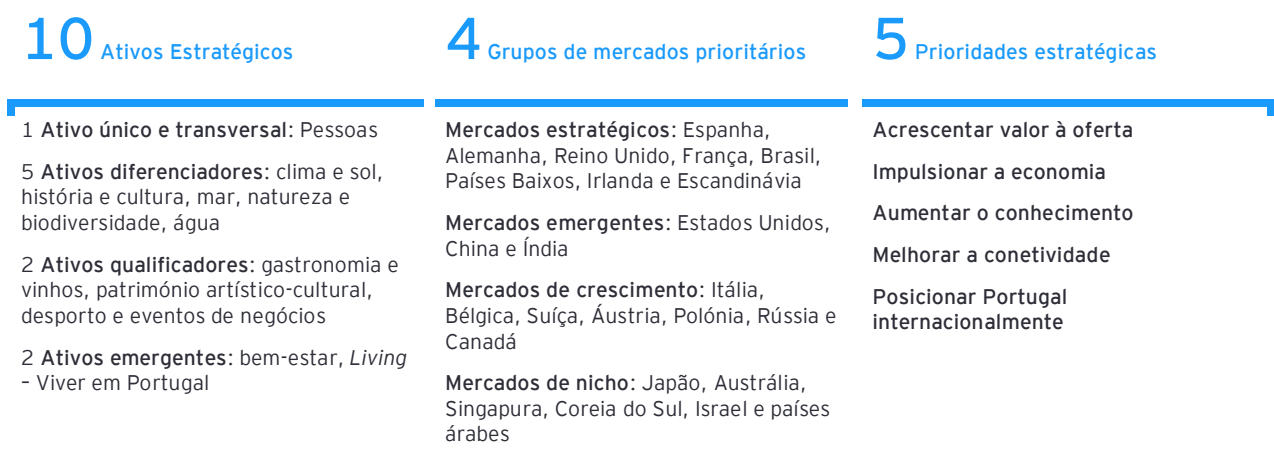 10 Ativos Estratégicos
1 Ativo único e transversal: Pessoas
5 Ativos diferenciadores: clima e sol,
história e cultura, mar, natureza e
biodiversidade, água
2 Ativos qualificadores: gastronomia e
vinhos, património artístico-cultural,
desporto e eventos de negócios
2 Ativos emergentes: bem-estar, Living
– Viver em Portugal
4 Grupos de mercados prioritários
Mercados estratégicos: Espanha,
Alemanha, Reino Unido, França, Brasil,
Países Baixos, Irlanda e Escandinávia
Mercados emergentes: Estados Unidos,
China e Índia
Mercados de crescimento: Itália,
Bélgica, Suíça, Áustria, Polónia, Rússia e
Canadá
Mercados de nicho: Japão, Austrália,
Singapura, Coreia do Sul, Israel e países
árabes
5 Prioridades estratégicas
Acrescentar valor à oferta
Impulsionar a economia
Aumentar o conhecimento
Melhorar a conetividade
Posicionar Portugal
internacionalmente